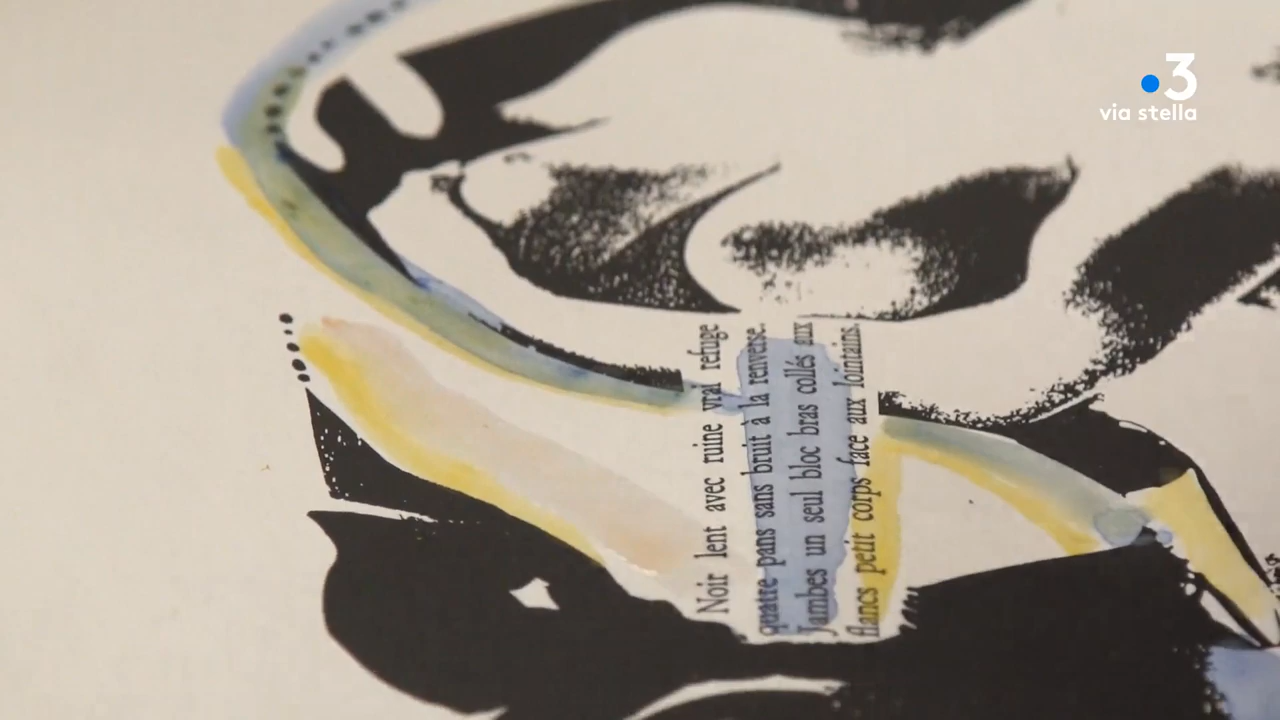 3
via stella
Noir lent avec ruine vrai refuge
quatre pans sans bruit à la renverse.
Jambes un seul bloc bras collés aux
flancs petit corps face aux lointains.